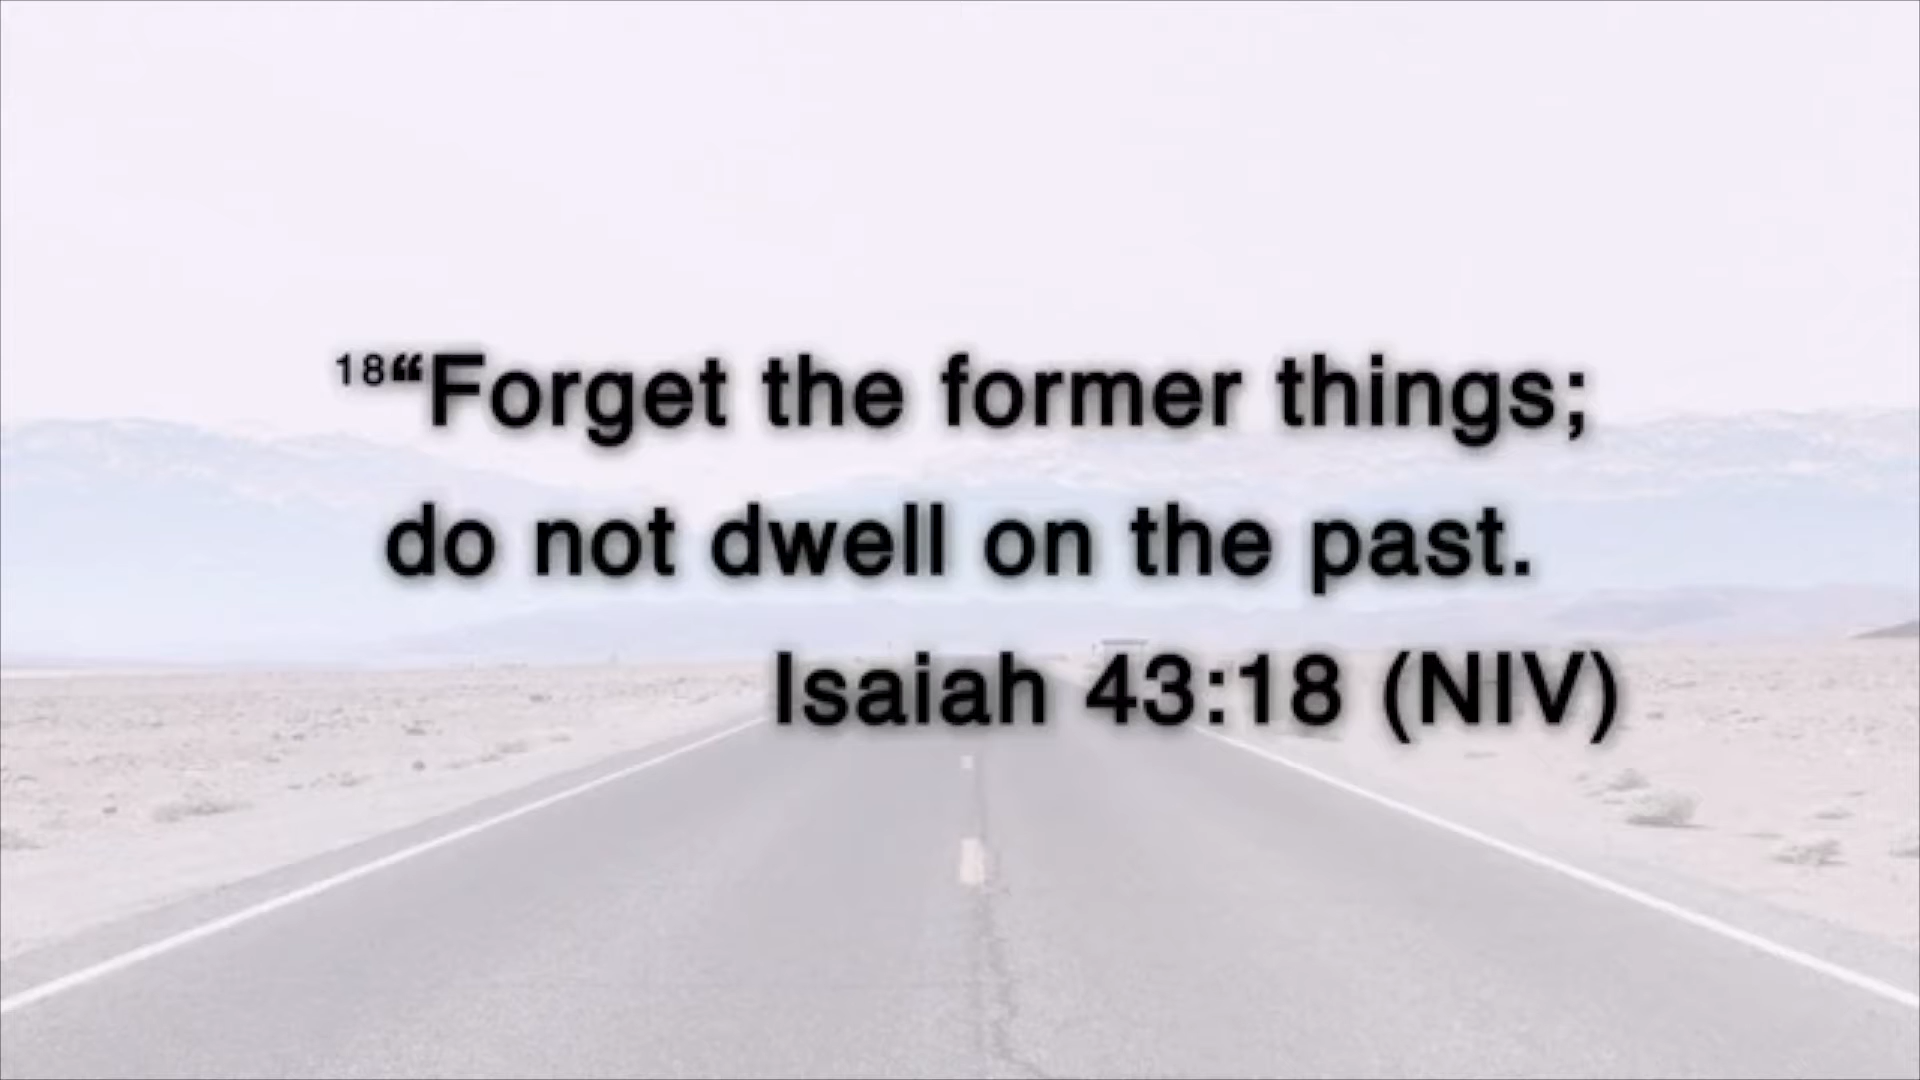 18“Forget the former things;
do not dwell on the past.
Isaiah 43:18 (NIV)